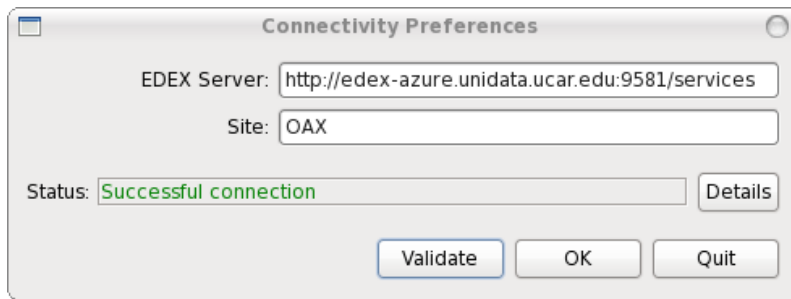 Connectivity Preferences
EDEX Server: http://edex-azure.unidata.ucar.edu:9581/services
Site: OAX
Status: Successful connection Details
Validate OK Quit